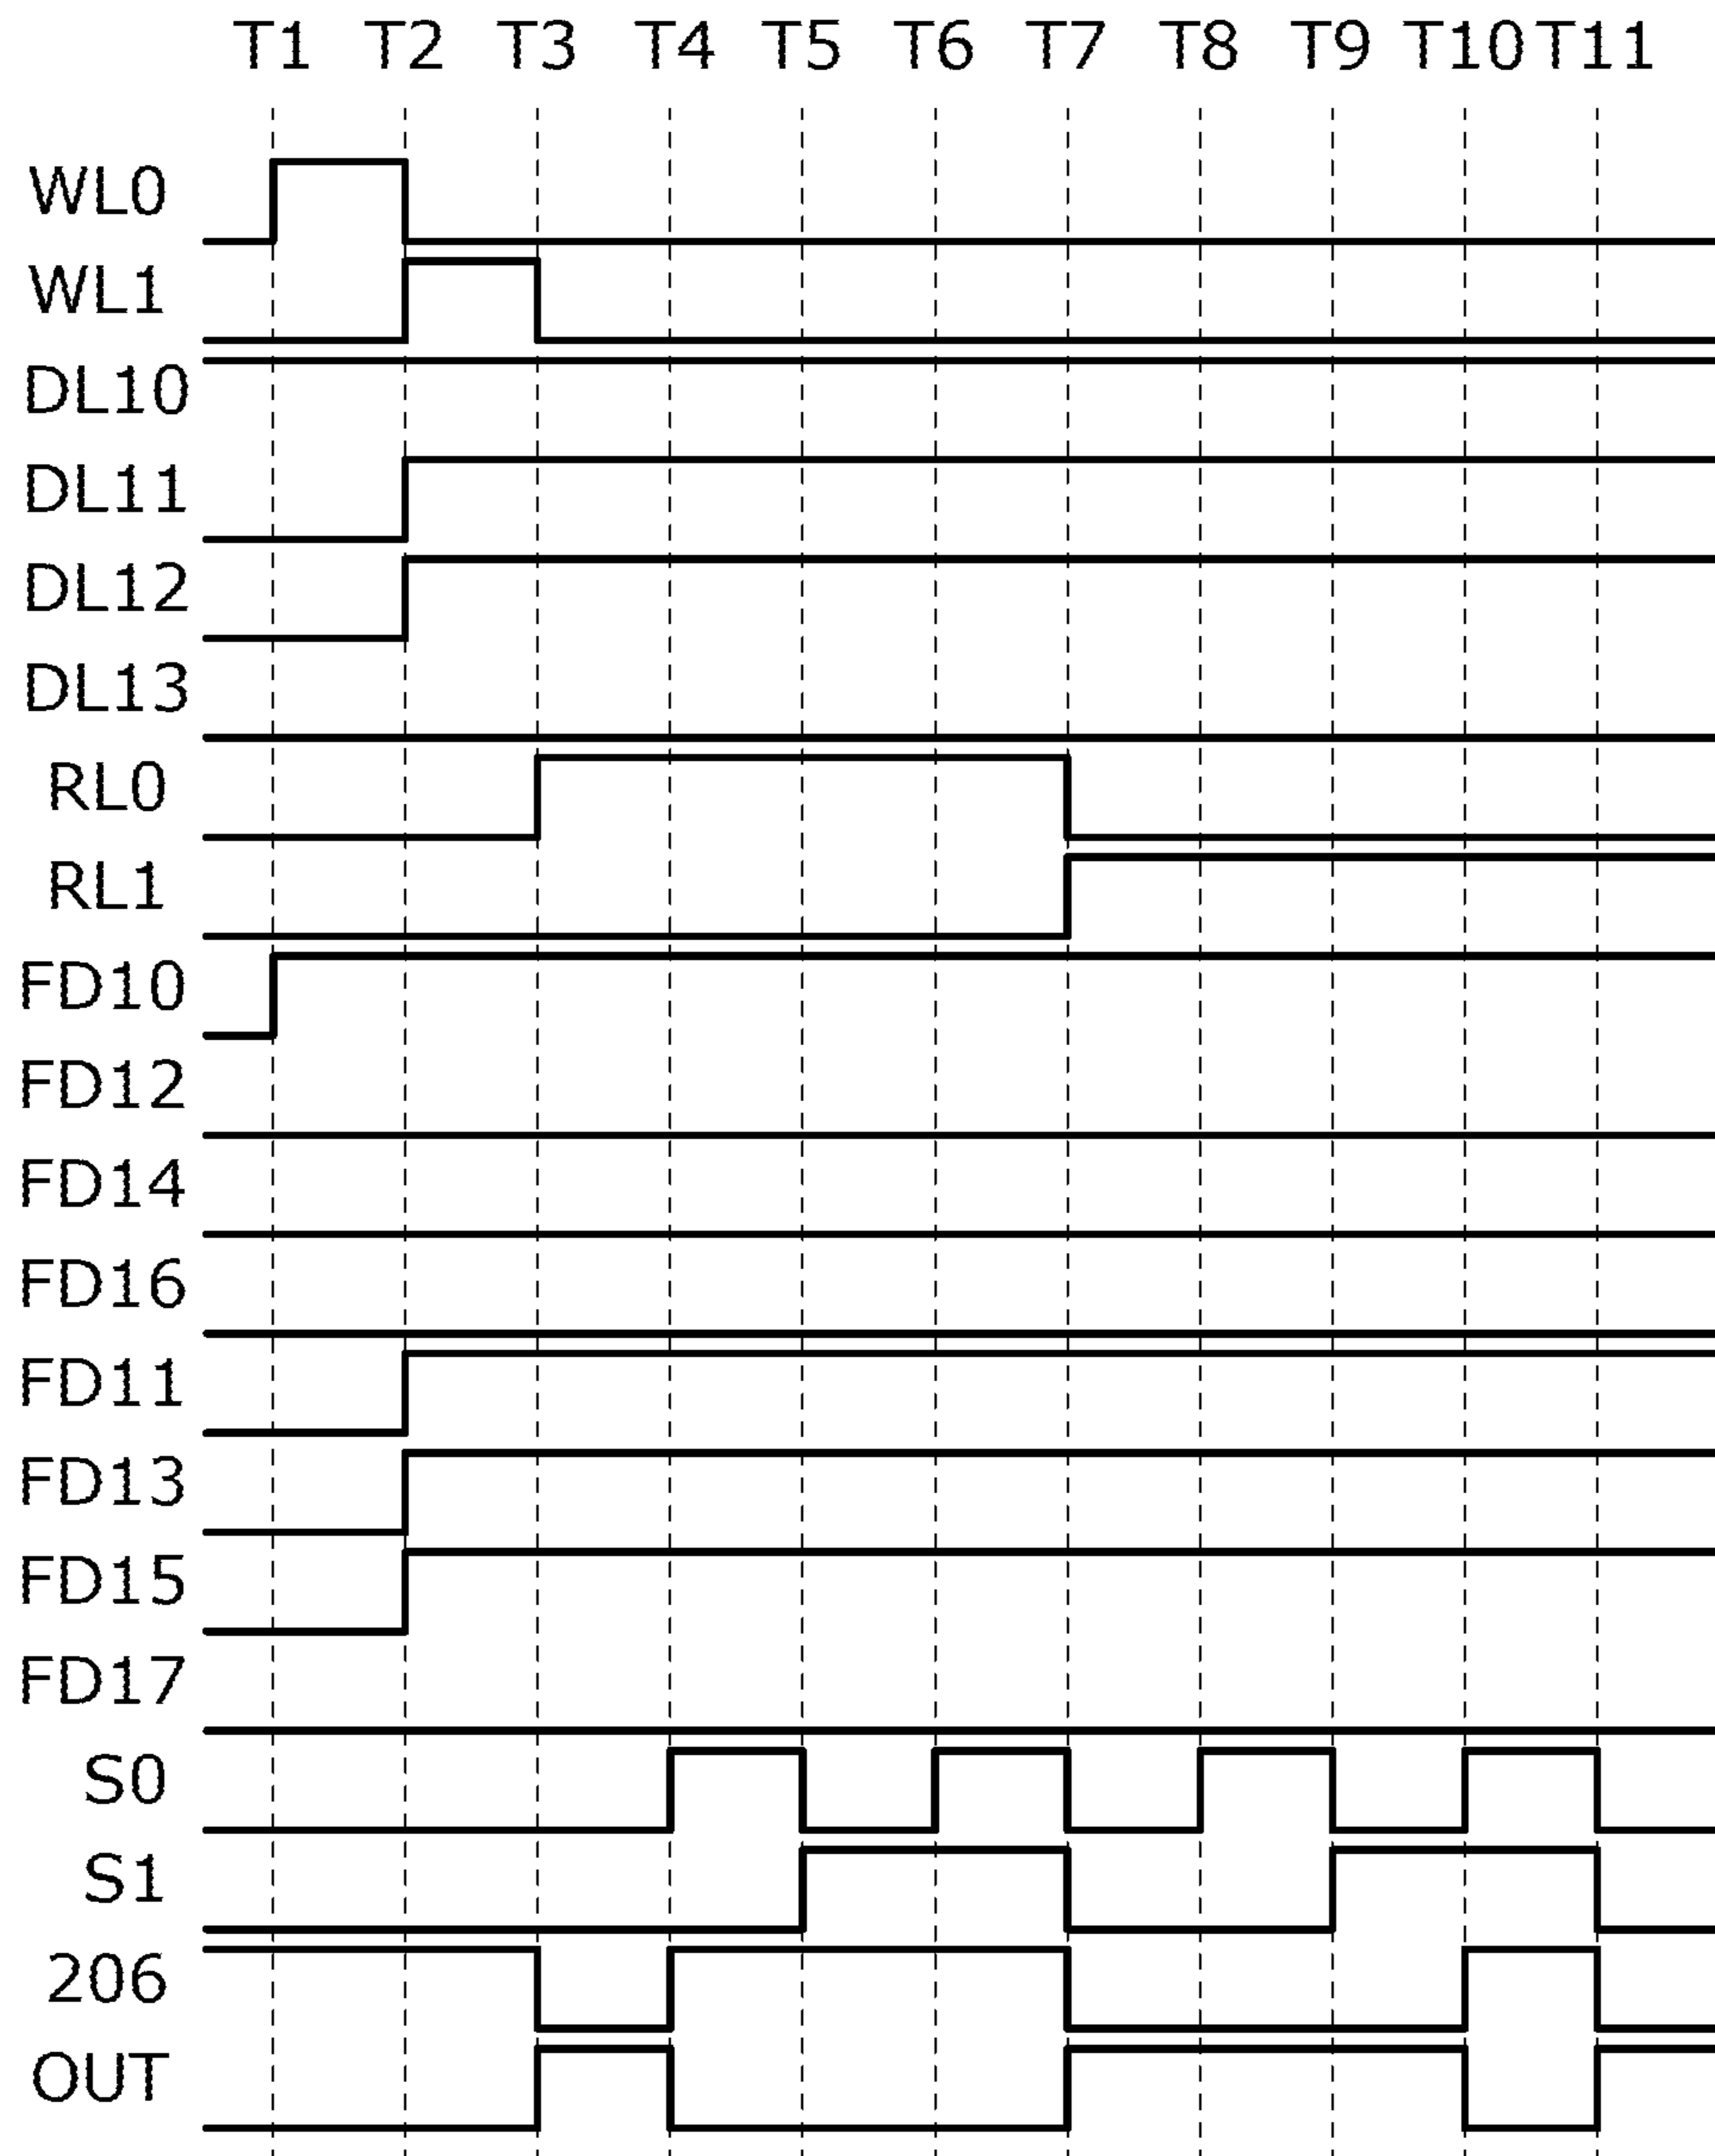 T1 T2 T3 T4 T5 T6 T7 T8 T9 T10 T11
WL0
WL1
DL10
DL11
DL12
DL13
RL0
RL1
FD10
FD12
FD14
FD16
FD11
FD13
FD15
FD17
S0
S1
206
OUT